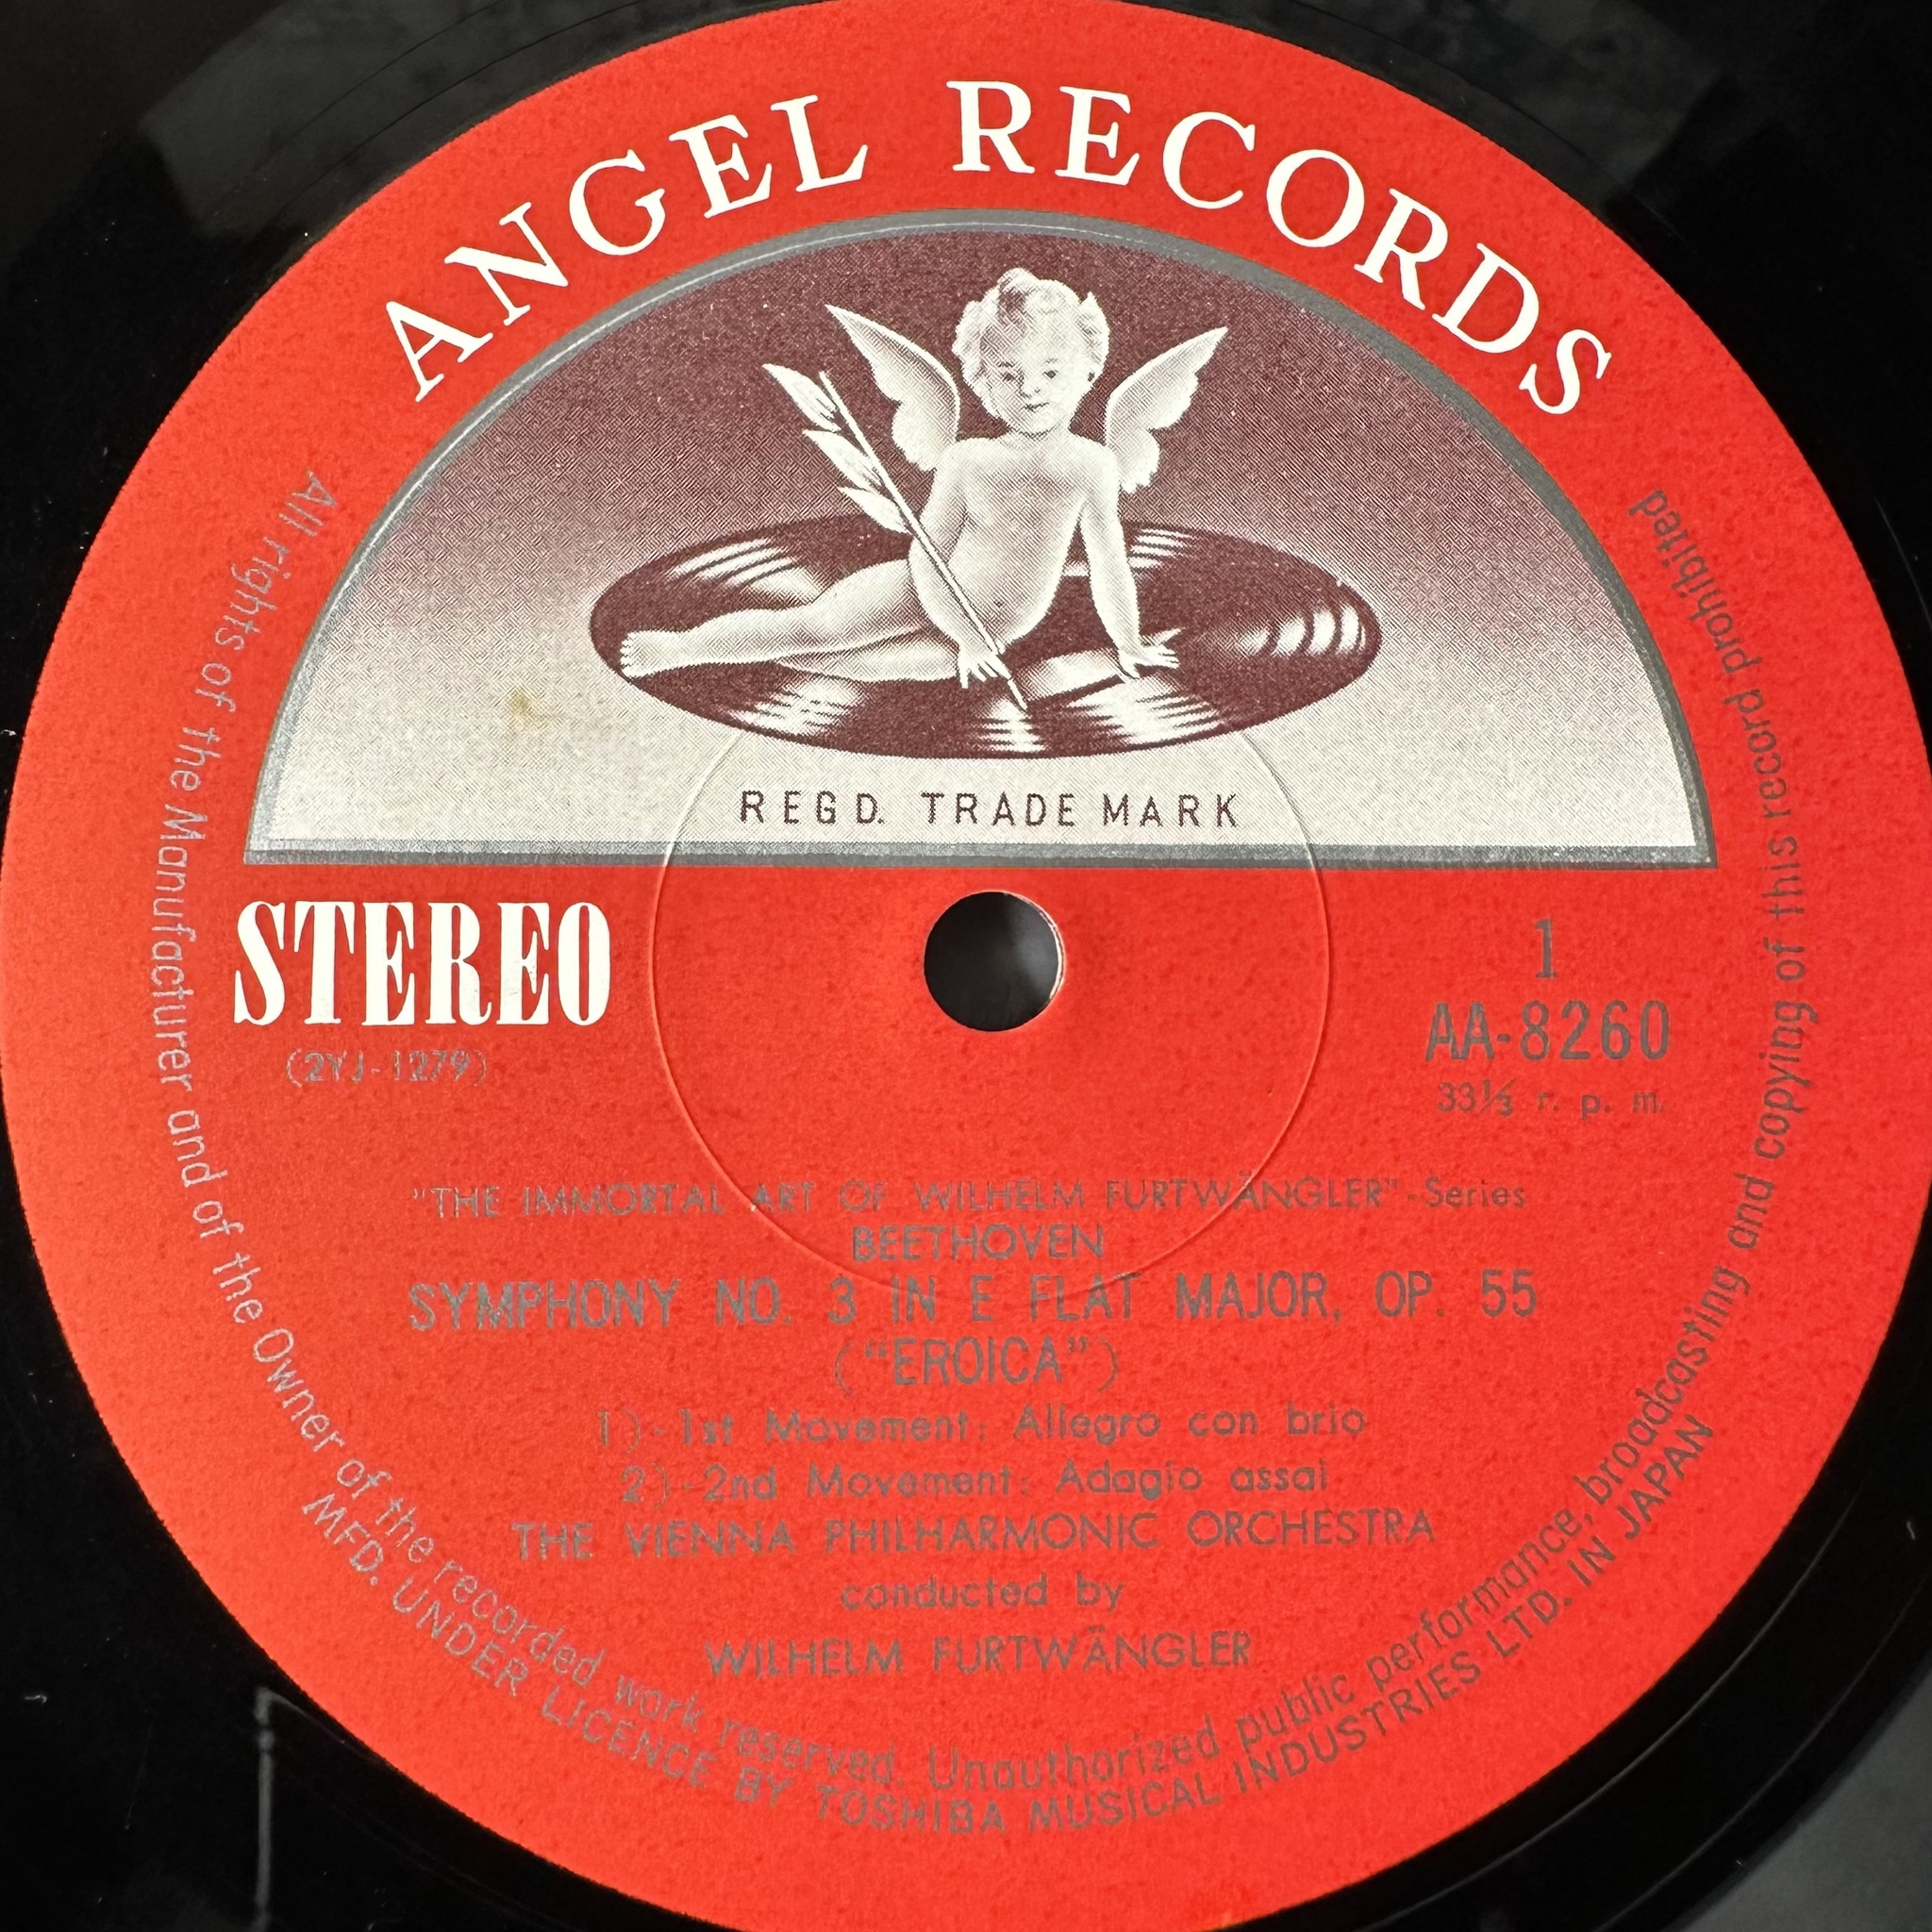 ANGEL RECORDS
REGD. TRADE MARK
STEREO
(2YJ-1279)
1
AA-8260
33⅓ r. p. m.
"THE IMMORTAL ART OF WILHELM FURTWÄNGLER"-Series
BEETHOVEN
SYMPHONY NO. 3 IN E FLAT MAJOR, OP. 55
("EROICA")
1)-1st Movement: Allegro con brio
2)-2nd Movement: Adagio assai
THE VIENNA PHILHARMONIC ORCHESTRA
conducted by
WILHELM FURTWÄNGLER
All rights of the Manufacturer and of the Owner of the recorded work reserved. Unauthorized public performance, broadcasting and copying of this record prohibited
MFD. UNDER LICENCE BY TOSHIBA MUSICAL INDUSTRIES LTD. IN JAPAN